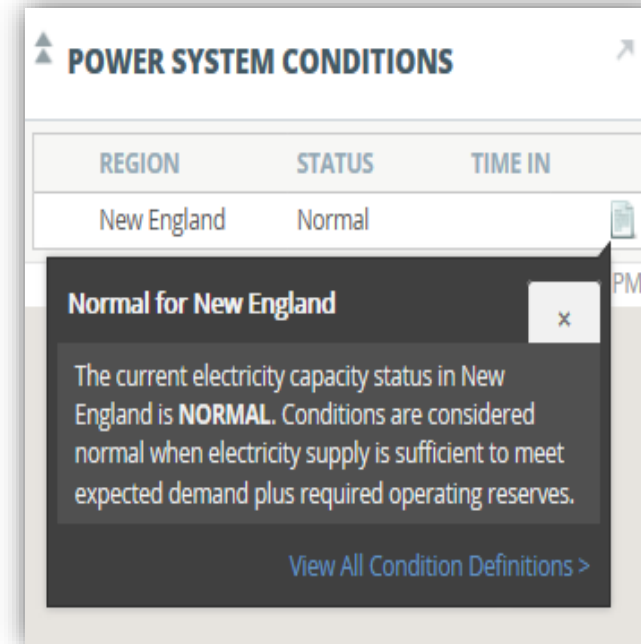 POWER SYSTEM CONDITIONS
REGION STATUS TIME IN
New England Normal
PM
Normal for New England ×
The current electricity capacity status in New
England is NORMAL. Conditions are considered
normal when electricity supply is sufficient to meet
expected demand plus required operating reserves.
View All Condition Definitions >